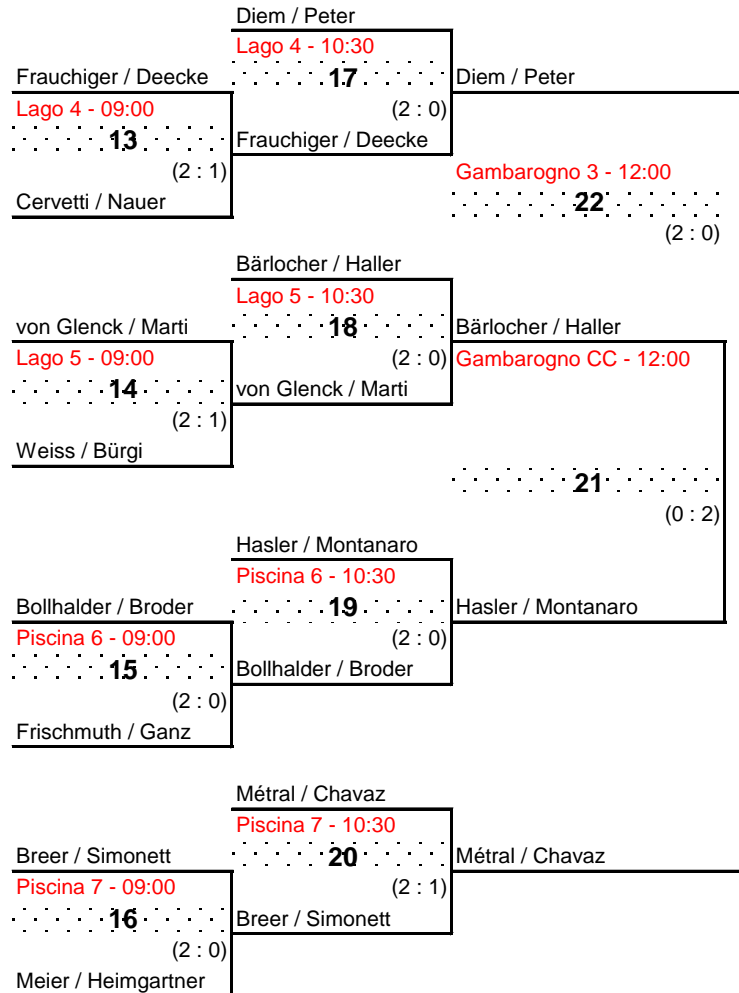 Diem / Peter
Lago 4 - 10:30
Frauchiger / Deecke
17
Diem / Peter
Lago 4 - 09:00
(2 : 0)
13
Frauchiger / Deecke
(2 : 1)
Gambarogno 3 - 12:00
Cervetti / Nauer
22
(2 : 0)
Bärlocher / Haller
Lago 5 - 10:30
von Glenck / Marti
18
Bärlocher / Haller
Lago 5 - 09:00
(2 : 0)
Gambarogno CC - 12:00
14
von Glenck / Marti
(2 : 1)
Weiss / Bürgi
21
(0 : 2)
Hasler / Montanaro
Piscina 6 - 10:30
Bollhalder / Broder
19
Hasler / Montanaro
Piscina 6 - 09:00
(2 : 0)
15
Bollhalder / Broder
(2 : 0)
Frischmuth / Ganz
Métral / Chavaz
Piscina 7 - 10:30
Breer / Simonett
20
Métral / Chavaz
Piscina 7 - 09:00
(2 : 1)
16
Breer / Simonett
(2 : 0)
Meier / Heimgartner